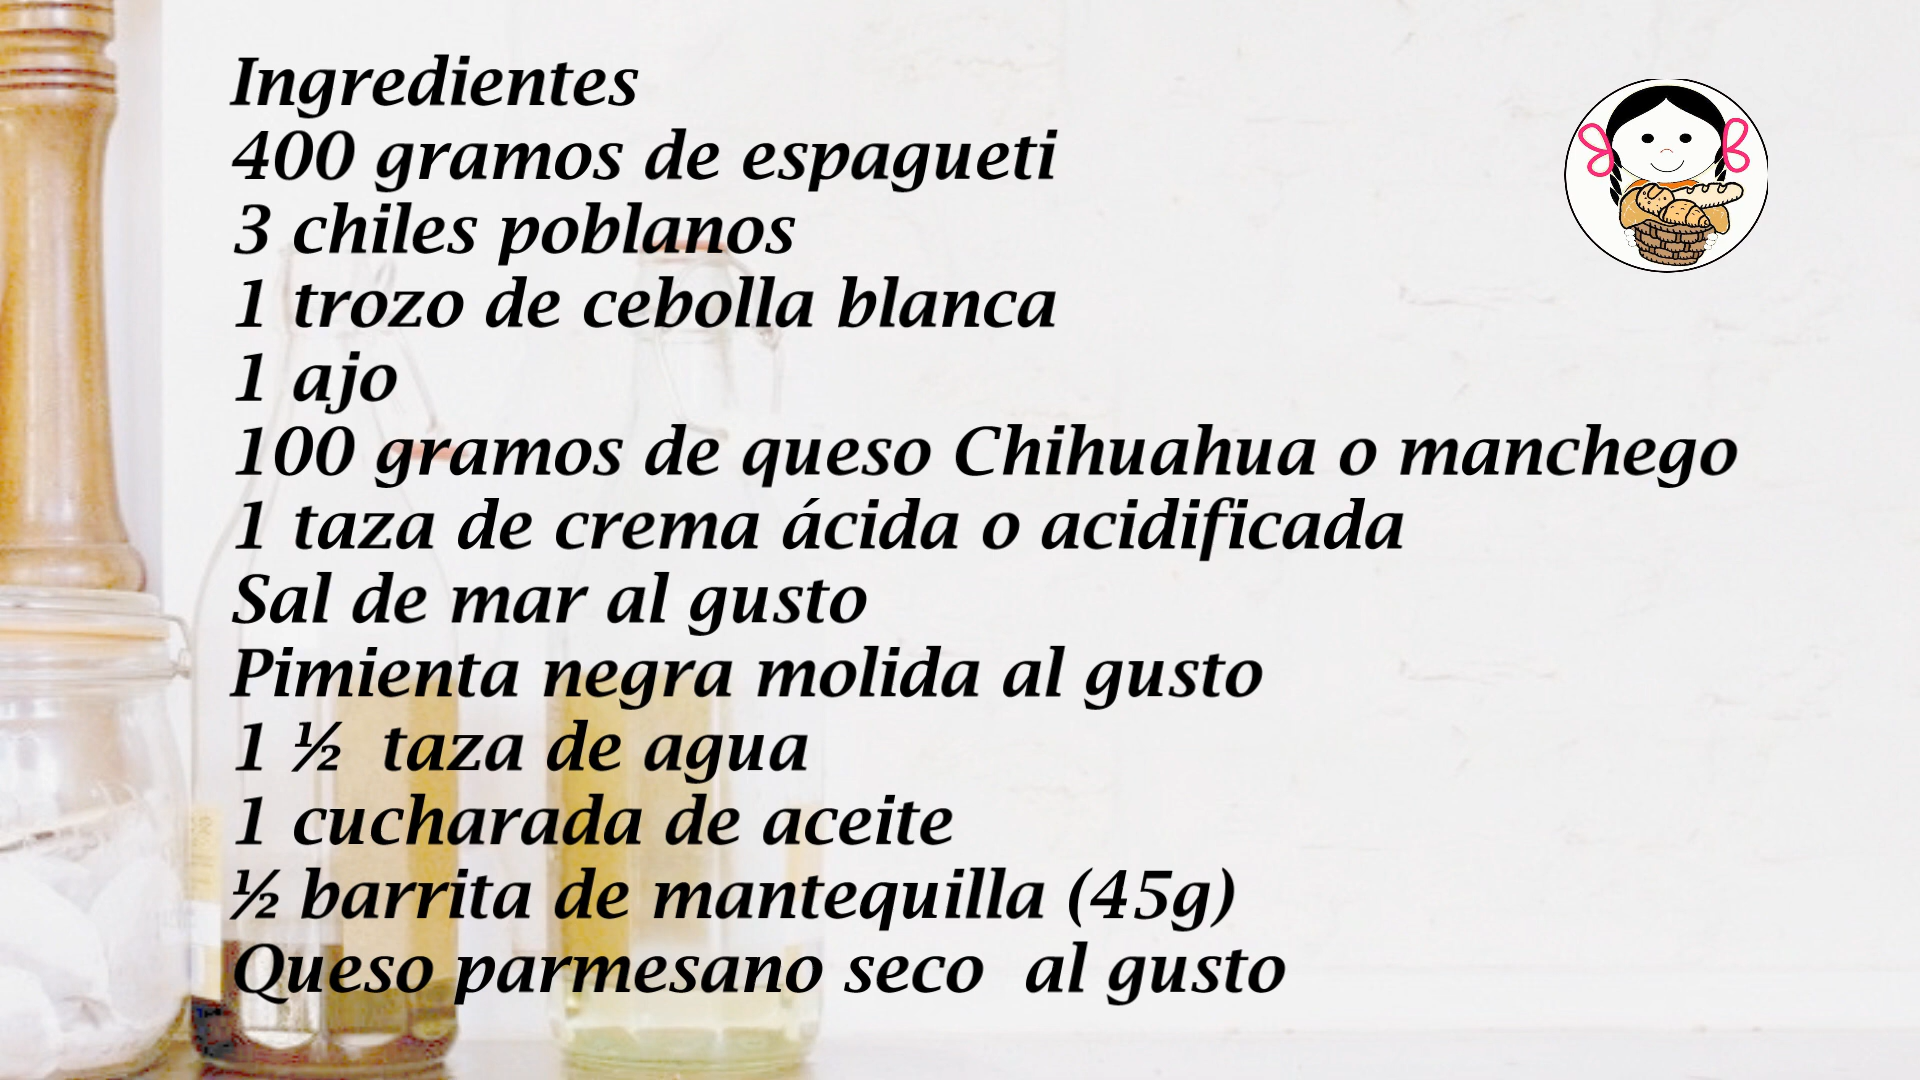 Ingredientes
400 gramos de espagueti
3 chiles poblanos
1 trozo de cebolla blanca
1 ajo
100 gramos de queso Chihuahua o manchego
1 taza de crema ácida o acidificada
Sal de mar al gusto
Pimienta negra molida al gusto
1 ½  taza de agua
1 cucharada de aceite
½ barrita de mantequilla (45g)
Queso parmesano seco  al gusto